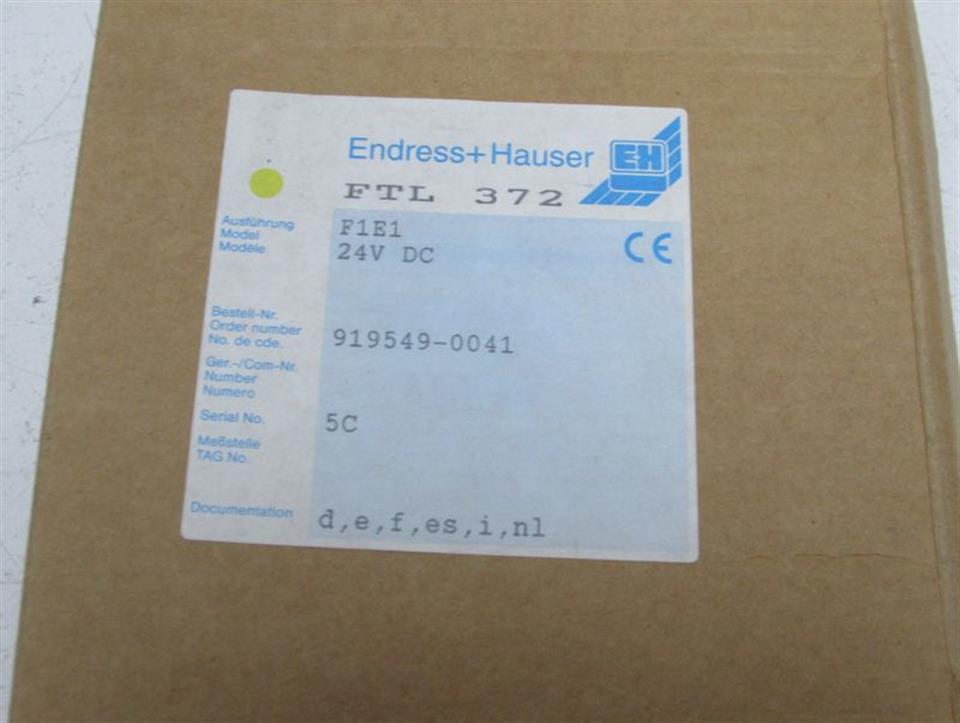 Endress+Hauser E+H
FTL 372
Ausführung
Model
Modèle
F1E1
24V DC
CE
Bestell-Nr.
Order number
No. de cde.
919549-0041
Ger.-/Com-Nr.
Number
Numero
Serial No.
5C
Meßstelle
TAG No.
Documentation
d,e,f,es,i,nl